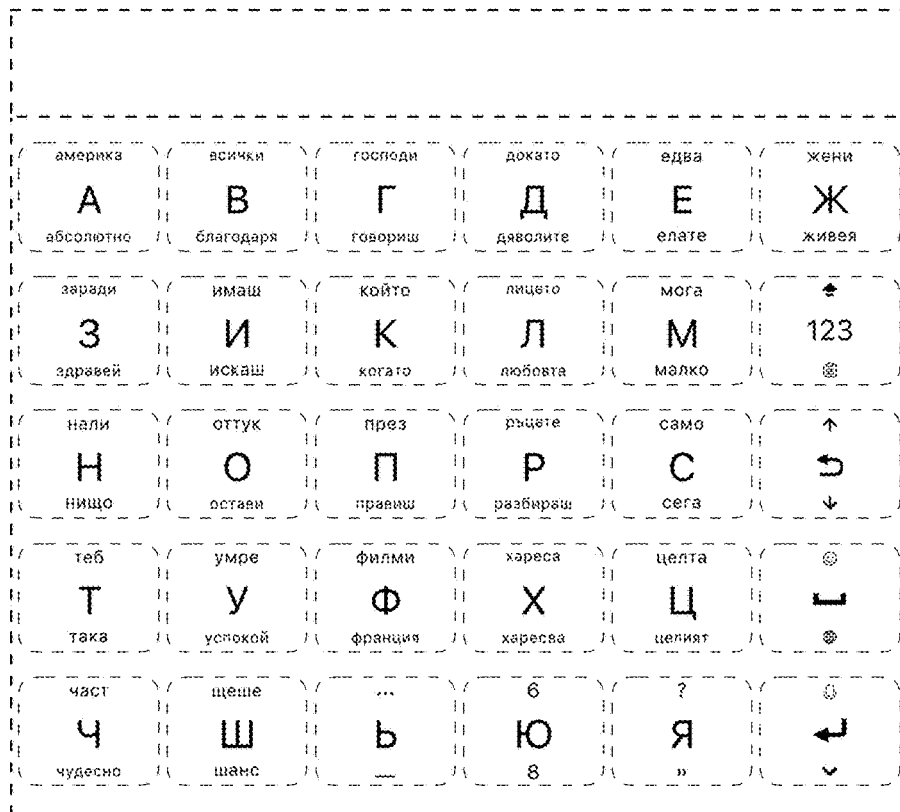 америка всички господи докато едва жени
А В Г Д Е Ж
абсолютно благодаря говориш дяволите елате живея
заради имаш който лицето мога
З И К Л М 123
здравей искаш когато любовта малко
нали оттук през ръцете само
Н О П Р С
нищо остави правиш разбираш сега
теб умре филми хареса целта
Т У Ф Х Ц
така успокой франция харесва целият
част щеше ... 6 ?
Ч Ш Ь Ю Я
чудесно шанс __ 8 »